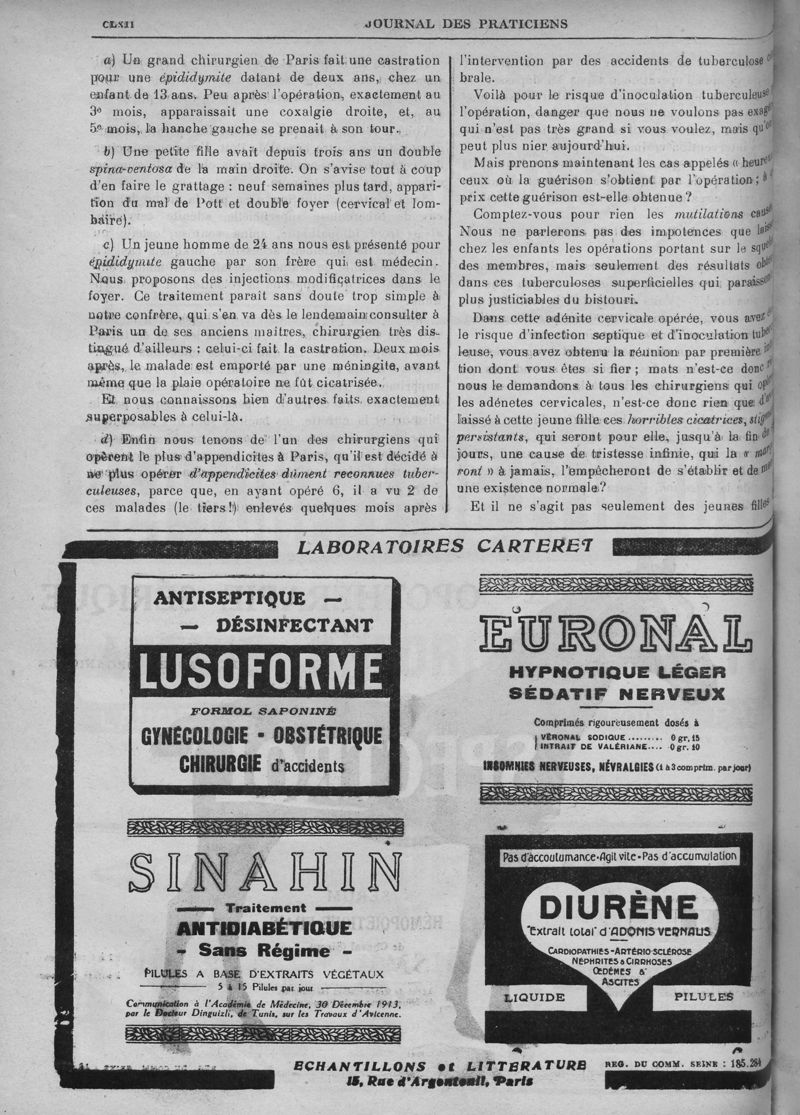 CLXII
JOURNAL DES PRATICIENS
a) Un grand chirurgien de Paris fait une castration
pour une épididymite datant de deux ans, chez un
enfant de 13 ans. Peu après l'opération, exactement au
3e mois, apparaissait une coxalgie droite, et, au
5e mois, la hanche gauche se prenait à son tour.
b) Une petite fille avait depuis trois ans un double
spina-ventosa de la main droite. On s'avise tout à coup
d'en faire le grattage : neuf semaines plus tard, appari-
tion du mal de Pott et double foyer (cervical et lom-
baire).
c) Un jeune homme de 24 ans nous est présenté pour
épididymite gauche par son frère qui est médecin.
Nous proposons des injections modificatrices dans le
foyer. Ce traitement parait sans doute trop simple à
notre confrère, qui s'en va dès le lendemain consulter à
Paris un de ses anciens maitres, chirurgien très dis-
tingué d'ailleurs : celui-ci fait la castration. Deux mois
après, le malade est emporté par une méningite, avant
même que la plaie opératoire ne fût cicatrisée.
Et nous connaissons bien d'autres faits exactement
superposables à celui-là.
d) Enfin nous tenons de l'un des chirurgiens qui
opèrent le plus d'appendicites à Paris, qu'il est décidé à
ne plus opérer d'appendicites dûment reconnues tuber-
culeuses, parce que, en ayant opéré 6, il a vu 2 de
ces malades (le tiers !) enlevés quelques mois après
l'intervention par des accidents de tuberculose
brale.
Voilà pour le risque d'inoculation tuberculeuse
l'opération, danger que nous ne voulons pas
qui n'est pas très grand si vous voulez, mais
peut plus nier aujourd'hui.
Mais prenons maintenant les cas appelés «
ceux où la guérison s'obtient par l'opération ;
prix cette guérison est-elle obtenue ?
Comptez-vous pour rien les mutilations
Nous ne parlerons pas des impotences que
chez les enfants les opérations portant sur le
des membres, mais seulement des résultats
dans ces tuberculoses superficielles qui
plus justiciables du bistouri.
Dans cette adénite cervicale opérée, vous avez
le risque d'infection septique et d'inoculation
leuse, vous avez obtenu la réunion par première
tion dont vous êtes si fier ; mats n'est-ce donc
nous le demandons à tous les chirurgiens qui
les adénetes cervicales, n'est-ce donc rien que
laissé à cette jeune fille ces horribles cicatrices,
persistants, qui seront pour elle, jusqu'à la fin
jours, une cause de tristesse infinie, qui la «
ront » à jamais, l'empêcheront de s'établir et de
une existence normale ?
Et il ne s'agit pas seulement des jeunes filles
LABORATOIRES CARTERET
ANTISEPTIQUE —
— DÉSINFECTANT
LUSOFORME
FORMOL SAPONINÉ
GYNÉCOLOGIE - OBSTÉTRIQUE
CHIRURGIE d'accidents
EURONAL
HYPNOTIQUE LÉGER
SÉDATIF NERVEUX
Comprimés rigoureusement dosés à
VÉRONAL SODIQUE ......... 0 gr. 15
INTRAIT DE VALÉRIANE.... 0 gr. 10
INSOMNIES NERVEUSES, NÉVRALGIES (1 à 3 comprim. par jour)
SINAHIN
Traitement
ANTIDIABÉTIQUE
- Sans Régime -
PILULES A BASE D'EXTRAITS VÉGÉTAUX
5 à 15 Pilules par jour
Communication à l'Académie de Médecine, 30 Décembre 1913,
par le Docteur Dinguizli, de Tunis, sur les Travaux d'Avicenne.
Pas d'accoutumance-Agit vite-Pas d'accumulation
DIURÈNE
"Extrait total" d'ADONIS VERNALIS
CARDIOPATHIES-ARTÉRIO-SCLÉROSE
NÉPHRITES & CIRRHOSES
ŒDÈMES &
ASCITES
LIQUIDE PILULES
ECHANTILLONS et LITTÉRATURE
15, Rue d'Argenteuil, Paris
REG. DU COMM. SEINE : 185.284